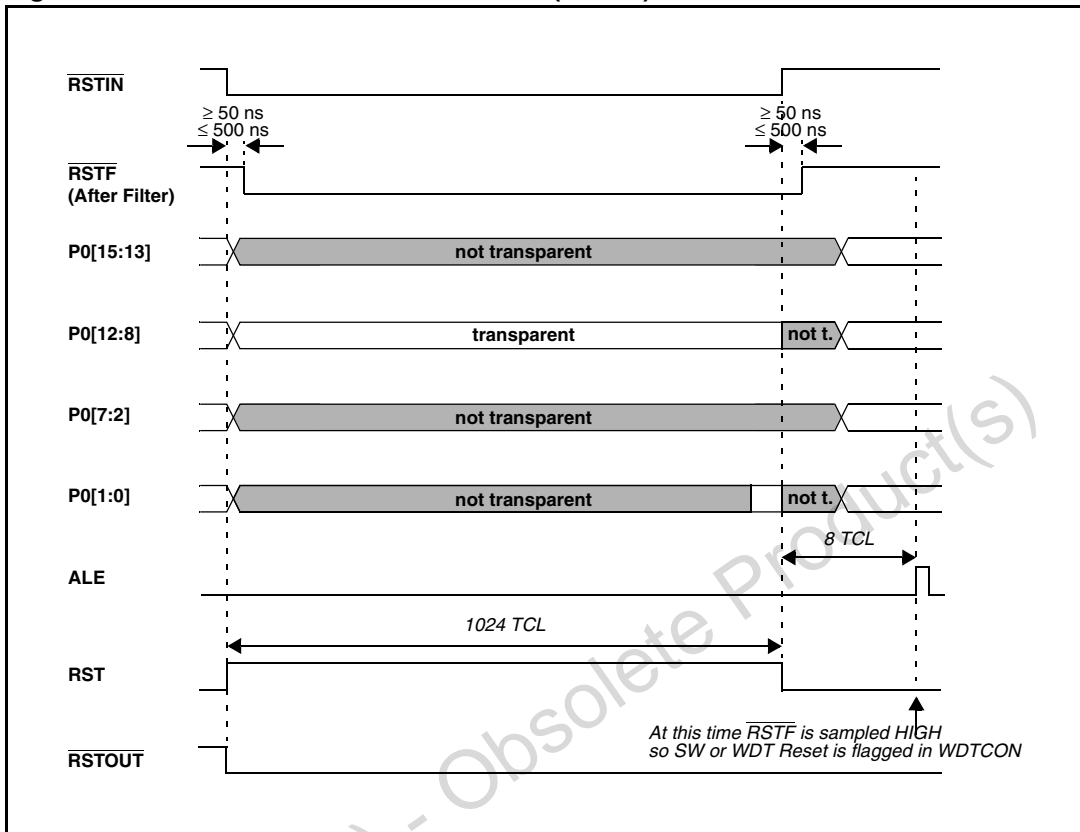 RSTIN
≥ 50 ns
≤ 500 ns
≥ 50 ns
≤ 500 ns
RSTF
(After Filter)
P0[15:13]
not transparent
P0[12:8]
transparent
not t.
P0[7:2]
not transparent
P0[1:0]
not transparent
not t.
8 TCL
ALE
1024 TCL
RST
At this time RSTF is sampled HIGH
so SW or WDT Reset is flagged in WDTCON
RSTOUT
- Obsolete Product(s)